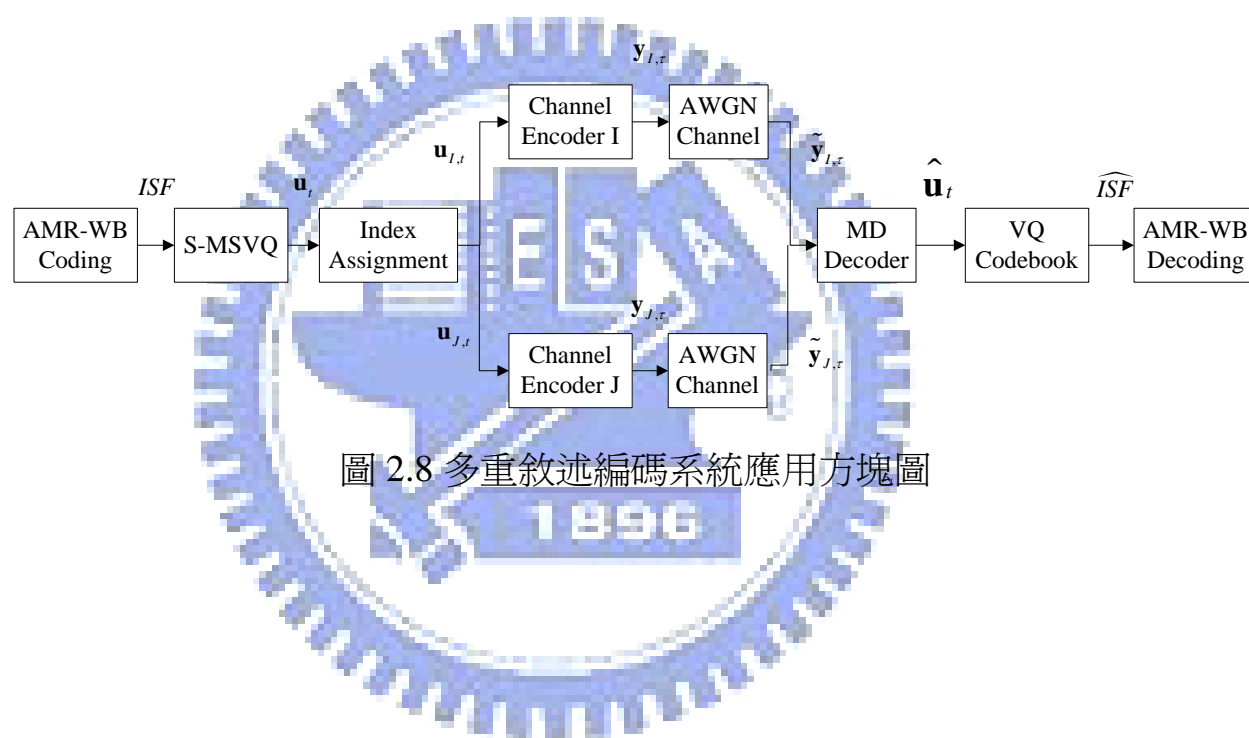 AMR-WB
Coding
ISF
S-MSVQ
u_t
Index
Assignment
u_{I,t}
u_{J,t}
Channel
Encoder I
y_{I,τ}
AWGN
Channel
ỹ_{I,τ}
Channel
Encoder J
y_{J,τ}
AWGN
Channel
ỹ_{J,τ}
MD
Decoder
û_t
VQ
Codebook
\widehat{ISF}
AMR-WB
Decoding
圖 2.8 多重敘述編碼系統應用方塊圖
E S A
1896